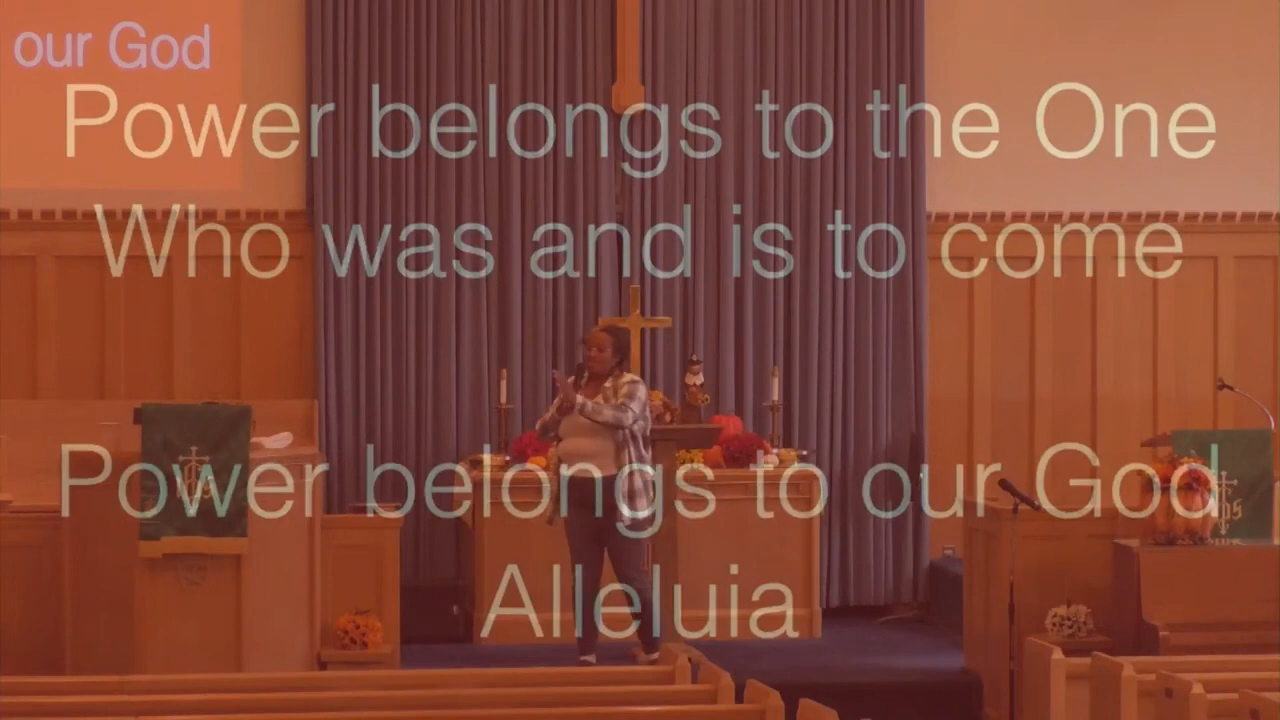 our God
Power belongs to the One
Who was and is to come
Power belongs to our God
Alleluia